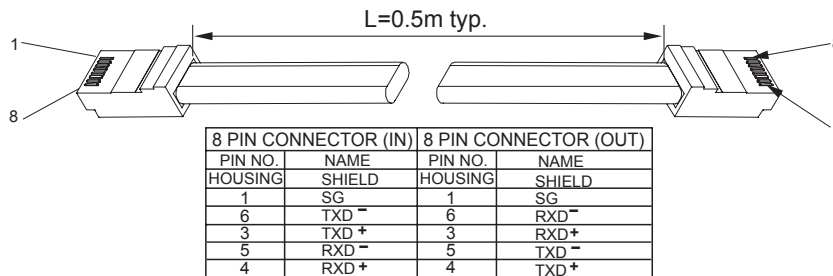 L=0.5m typ.
1
8
8 PIN CONNECTOR (IN) 8 PIN CONNECTOR (OUT)
PIN NO. NAME PIN NO. NAME
HOUSING SHIELD HOUSING SHIELD
1 SG 1 SG
6 TXD - 6 RXD-
3 TXD + 3 RXD+
5 RXD - 5 TXD -
4 RXD + 4 TXD +